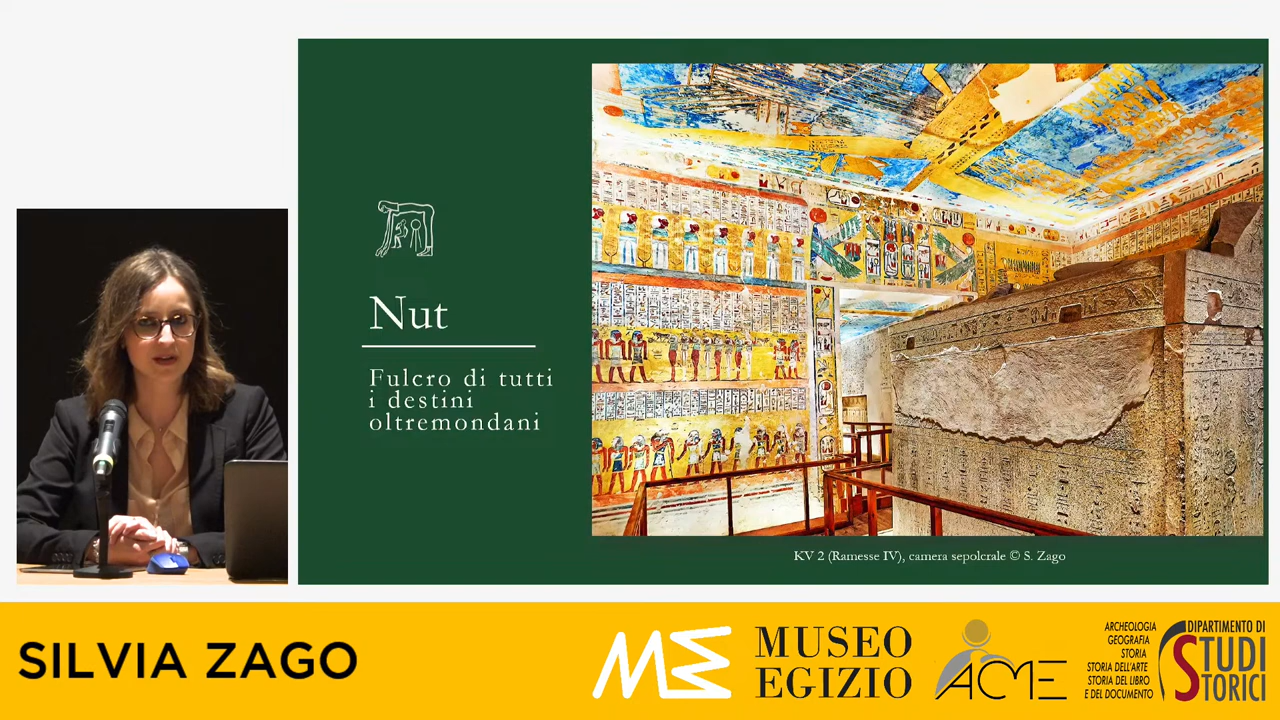 Nut
Fulcro di tutti
i destini
oltremondani
KV 2 (Ramesse IV), camera sepolcrale © S. Zago
SILVIA ZAGO
ME
MUSEO
EGIZIO
ACME
ARCHEOLOGIA
GEOGRAFIA
STORIA
STORIA DELL'ARTE
STORIA DEL LIBRO
E DEL DOCUMENTO
DIPARTIMENTO DI
STUDI
STORICI